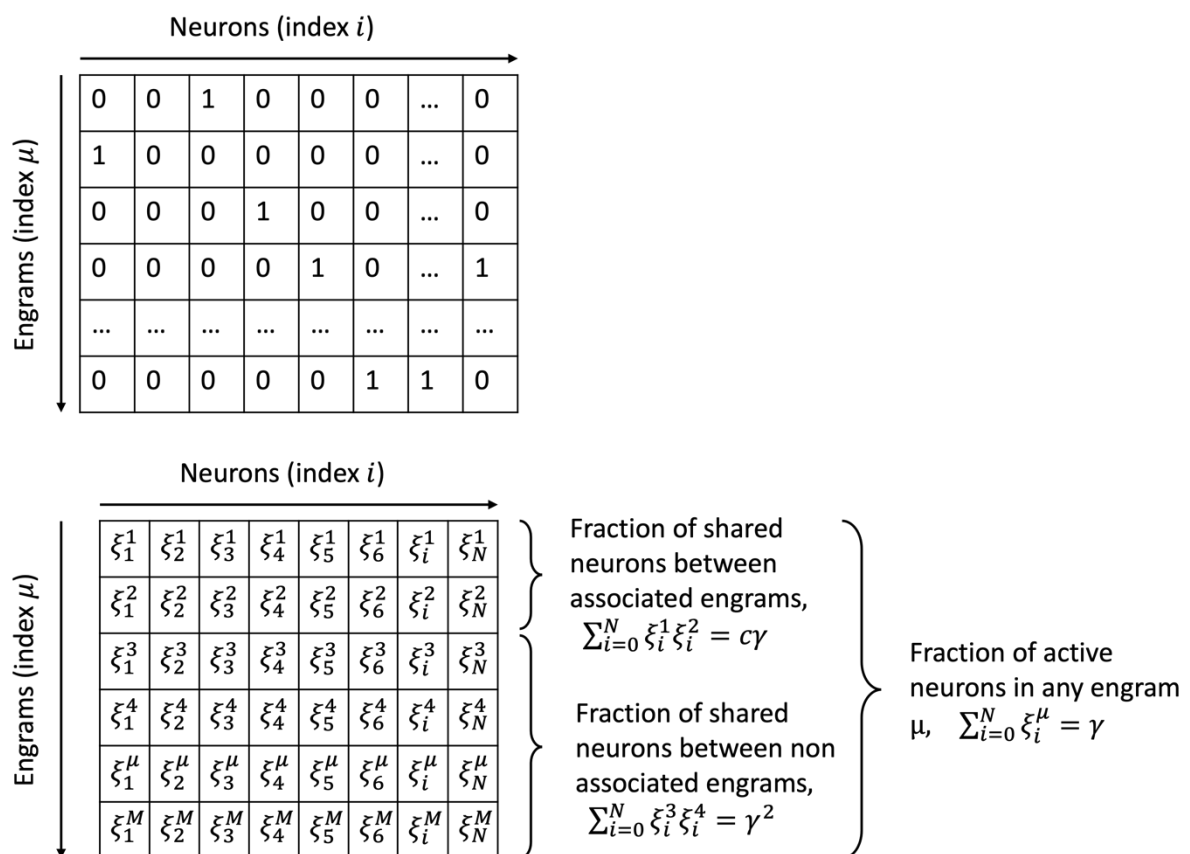 Neurons (index 𝑖)
Engrams (index 𝜇)
0 0 1 0 0 0 ... 0
1 0 0 0 0 0 ... 0
0 0 0 1 0 0 ... 0
0 0 0 0 1 0 ... 1
... ... ... ... ... ... ... ...
0 0 0 0 0 1 1 0
Neurons (index 𝑖)
Engrams (index 𝜇)
ξ₁¹ ξ₂¹ ξ₃¹ ξ₄¹ ξ₅¹ ξ₆¹ ξᵢ¹ ξ_N¹
ξ₁² ξ₂² ξ₃² ξ₄² ξ₅² ξ₆² ξᵢ² ξ_N²
ξ₁³ ξ₂³ ξ₃³ ξ₄³ ξ₅³ ξ₆³ ξᵢ³ ξ_N³
ξ₁⁴ ξ₂⁴ ξ₃⁴ ξ₄⁴ ξ₅⁴ ξ₆⁴ ξᵢ⁴ ξ_N⁴
ξ₁^μ ξ₂^μ ξ₃^μ ξ₄^μ ξ₅^μ ξ₆^μ ξᵢ^μ ξ_N^μ
ξ₁^M ξ₂^M ξ₃^M ξ₄^M ξ₅^M ξ₆^M ξᵢ^M ξ_N^M
Fraction of shared
neurons between
associated engrams,
∑_{i=0}^{N} ξᵢ¹ξᵢ² = cγ
Fraction of shared
neurons between non
associated engrams,
∑_{i=0}^{N} ξᵢ³ξᵢ⁴ = γ²
Fraction of active
neurons in any engram
μ, ∑_{i=0}^{N} ξᵢ^μ = γ